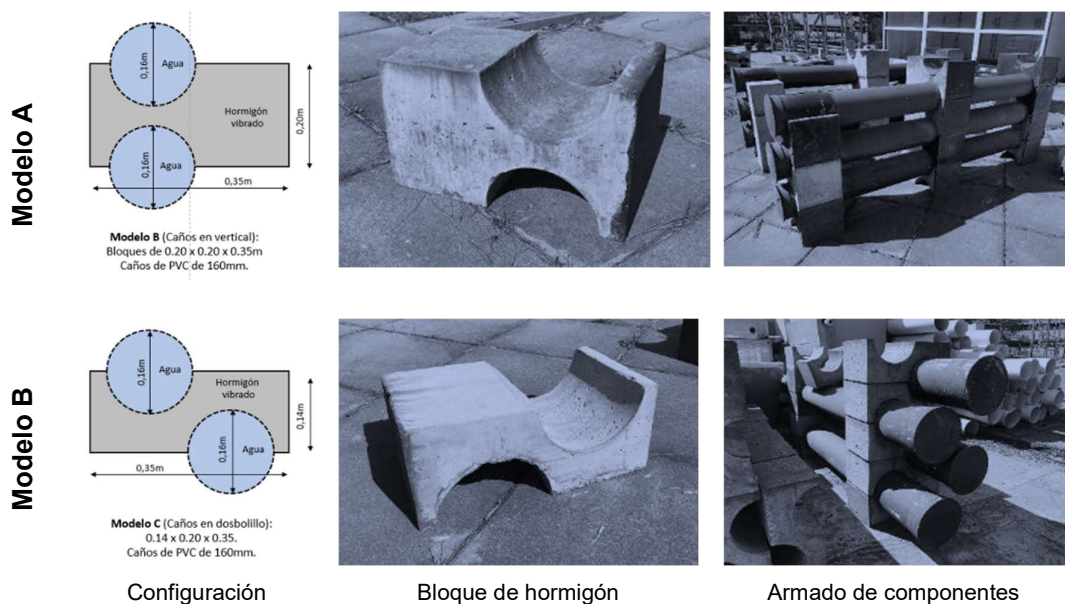 Modelo A
0,16m
Agua
Hormigón
vibrado
0,20m
0,16m
Agua
0,35m
Modelo B (Caños en vertical):
Bloques de 0.20 x 0.20 x 0.35m
Caños de PVC de 160mm.
Modelo B
0,16m
Agua
Hormigón
vibrado
0,14m
0,16m
Agua
0,35m
Modelo C (Caños en dosbolillo):
0.14 x 0.20 x 0.35.
Caños de PVC de 160mm.
Configuración
Bloque de hormigón
Armado de componentes